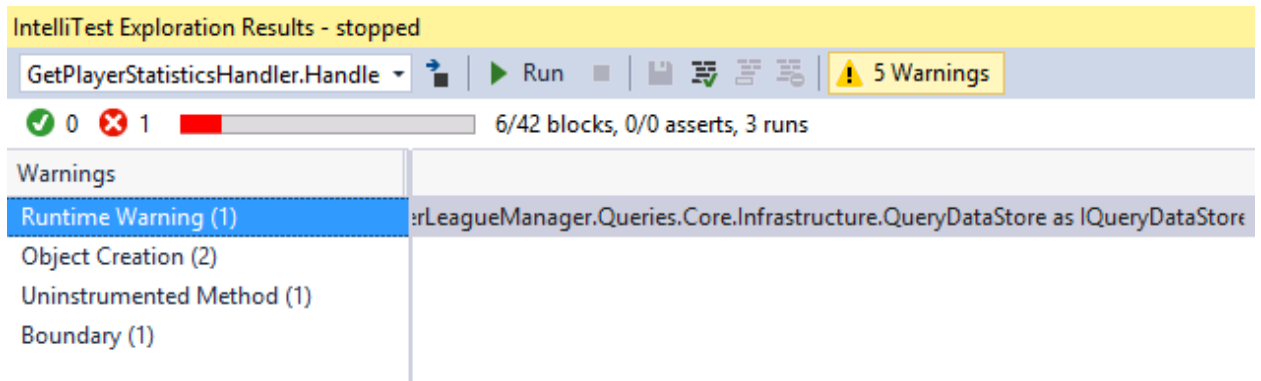 IntelliTest Exploration Results - stopped
GetPlayerStatisticsHandler.Handle Run 5 Warnings
0 1 6/42 blocks, 0/0 asserts, 3 runs
Warnings
Runtime Warning (1) erLeagueManager.Queries.Core.Infrastructure.QueryDataStore as IQueryDataStore
Object Creation (2)
Uninstrumented Method (1)
Boundary (1)